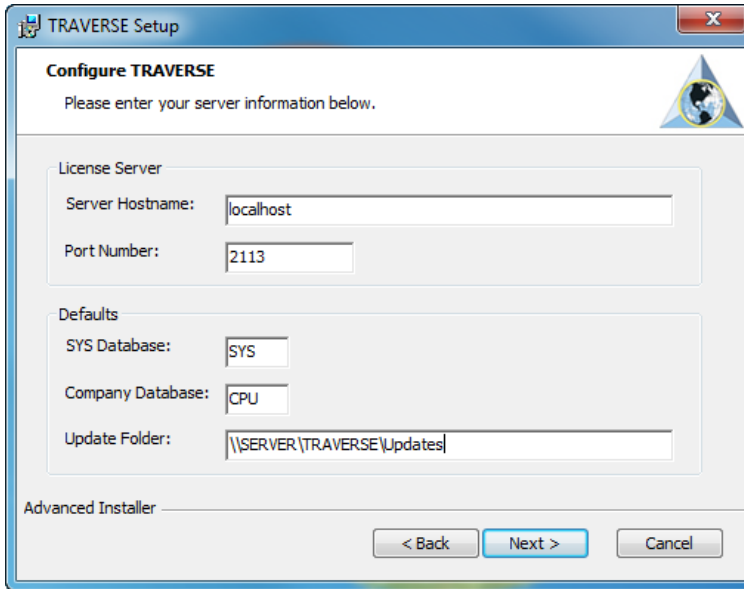 TRAVERSE Setup
Configure TRAVERSE
Please enter your server information below.
License Server
Server Hostname: localhost
Port Number: 2113
Defaults
SYS Database: SYS
Company Database: CPU
Update Folder: \\SERVER\TRAVERSE\Updates
Advanced Installer
< Back Next > Cancel